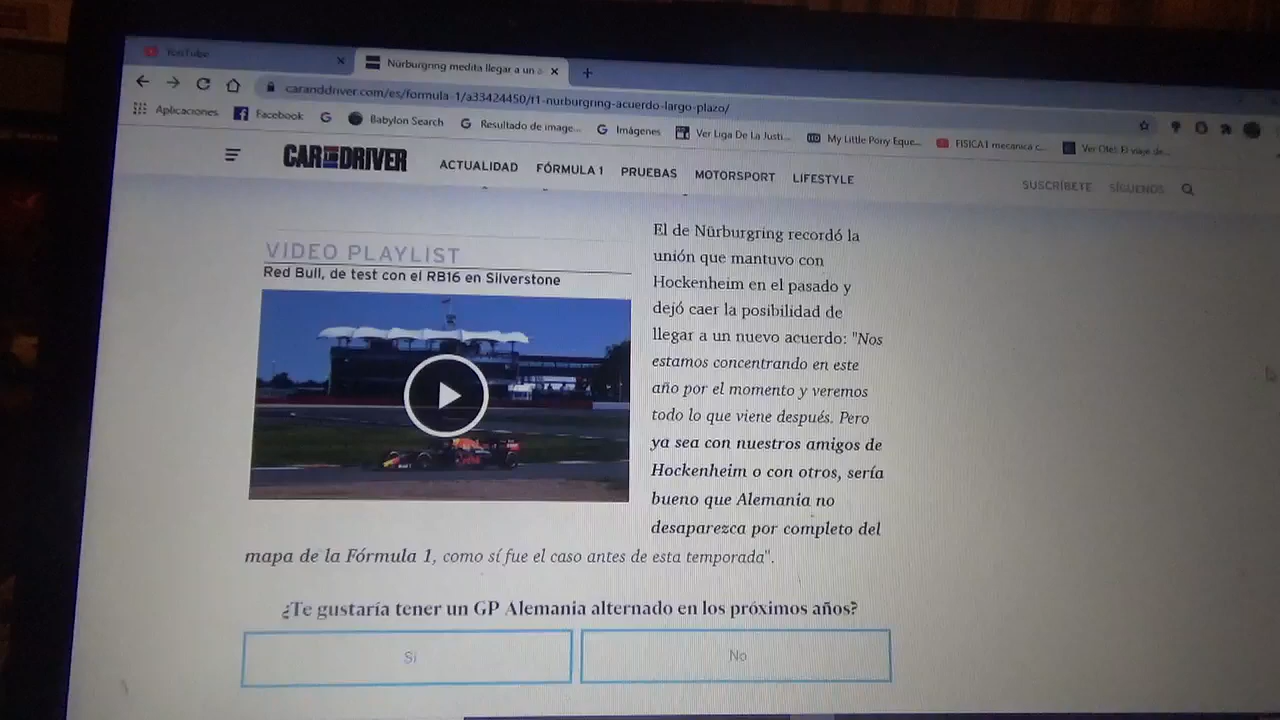 YouTube
Nürburgring medita llegar a un a
caranddriver.com/es/formula-1/a33424450/f1-nurburgring-acuerdo-largo-plazo/
Aplicaciones Facebook Babylon Search Resultado de image... Imágenes Ver Liga De La Justi... My Little Pony Eque... FISICA1 mecanica c...
CAR AND DRIVER ACTUALIDAD FÓRMULA 1 PRUEBAS MOTORSPORT LIFESTYLE SUSCRÍBETE SÍGUENOS
VIDEO PLAYLIST
Red Bull, de test con el RB16 en Silverstone
El de Nürburgring recordó la
unión que mantuvo con
Hockenheim en el pasado y
dejó caer la posibilidad de
llegar a un nuevo acuerdo: "Nos
estamos concentrando en este
año por el momento y veremos
todo lo que viene después. Pero
ya sea con nuestros amigos de
Hockenheim o con otros, sería
bueno que Alemania no
desaparezca por completo del
mapa de la Fórmula 1, como sí fue el caso antes de esta temporada".
¿Te gustaría tener un GP Alemania alternado en los próximos años?
Sí No